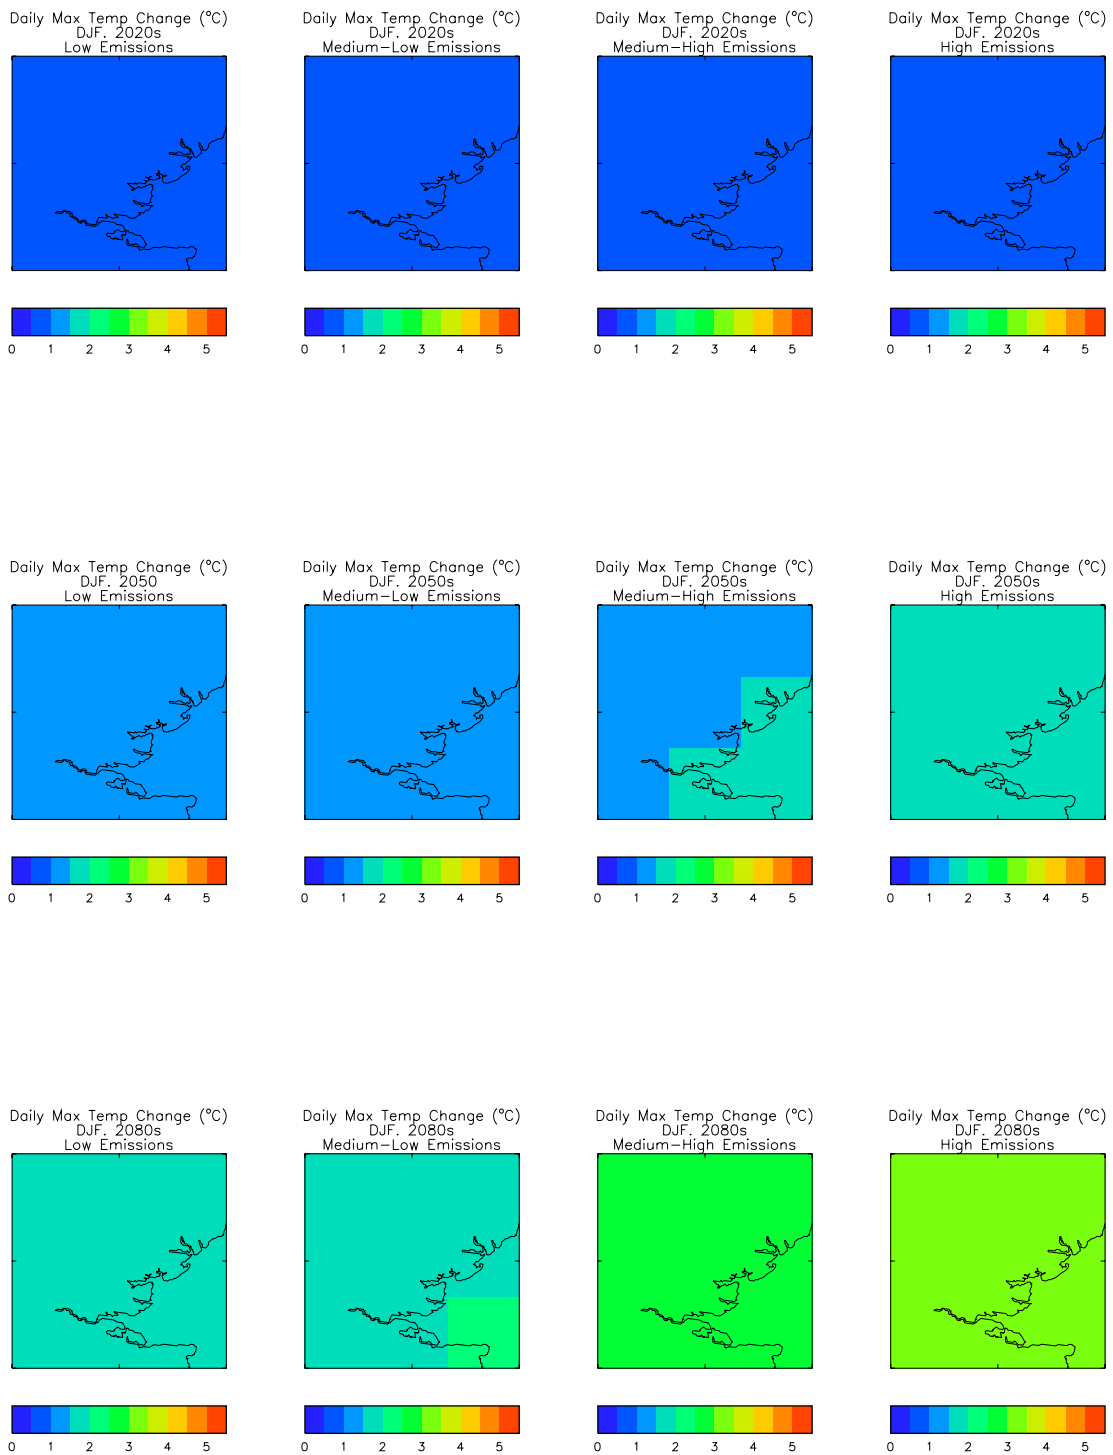 Daily Max Temp Change (°C)
DJF. 2020s
Low Emissions
0 1 2 3 4 5
Daily Max Temp Change (°C)
DJF. 2020s
Medium-Low Emissions
0 1 2 3 4 5
Daily Max Temp Change (°C)
DJF. 2020s
Medium-High Emissions
0 1 2 3 4 5
Daily Max Temp Change (°C)
DJF. 2020s
High Emissions
0 1 2 3 4 5
Daily Max Temp Change (°C)
DJF. 2050
Low Emissions
0 1 2 3 4 5
Daily Max Temp Change (°C)
DJF. 2050s
Medium-Low Emissions
0 1 2 3 4 5
Daily Max Temp Change (°C)
DJF. 2050s
Medium-High Emissions
0 1 2 3 4 5
Daily Max Temp Change (°C)
DJF. 2050s
High Emissions
0 1 2 3 4 5
Daily Max Temp Change (°C)
DJF. 2080s
Low Emissions
0 1 2 3 4 5
Daily Max Temp Change (°C)
DJF. 2080s
Medium-Low Emissions
0 1 2 3 4 5
Daily Max Temp Change (°C)
DJF. 2080s
Medium-High Emissions
0 1 2 3 4 5
Daily Max Temp Change (°C)
DJF. 2080s
High Emissions
0 1 2 3 4 5